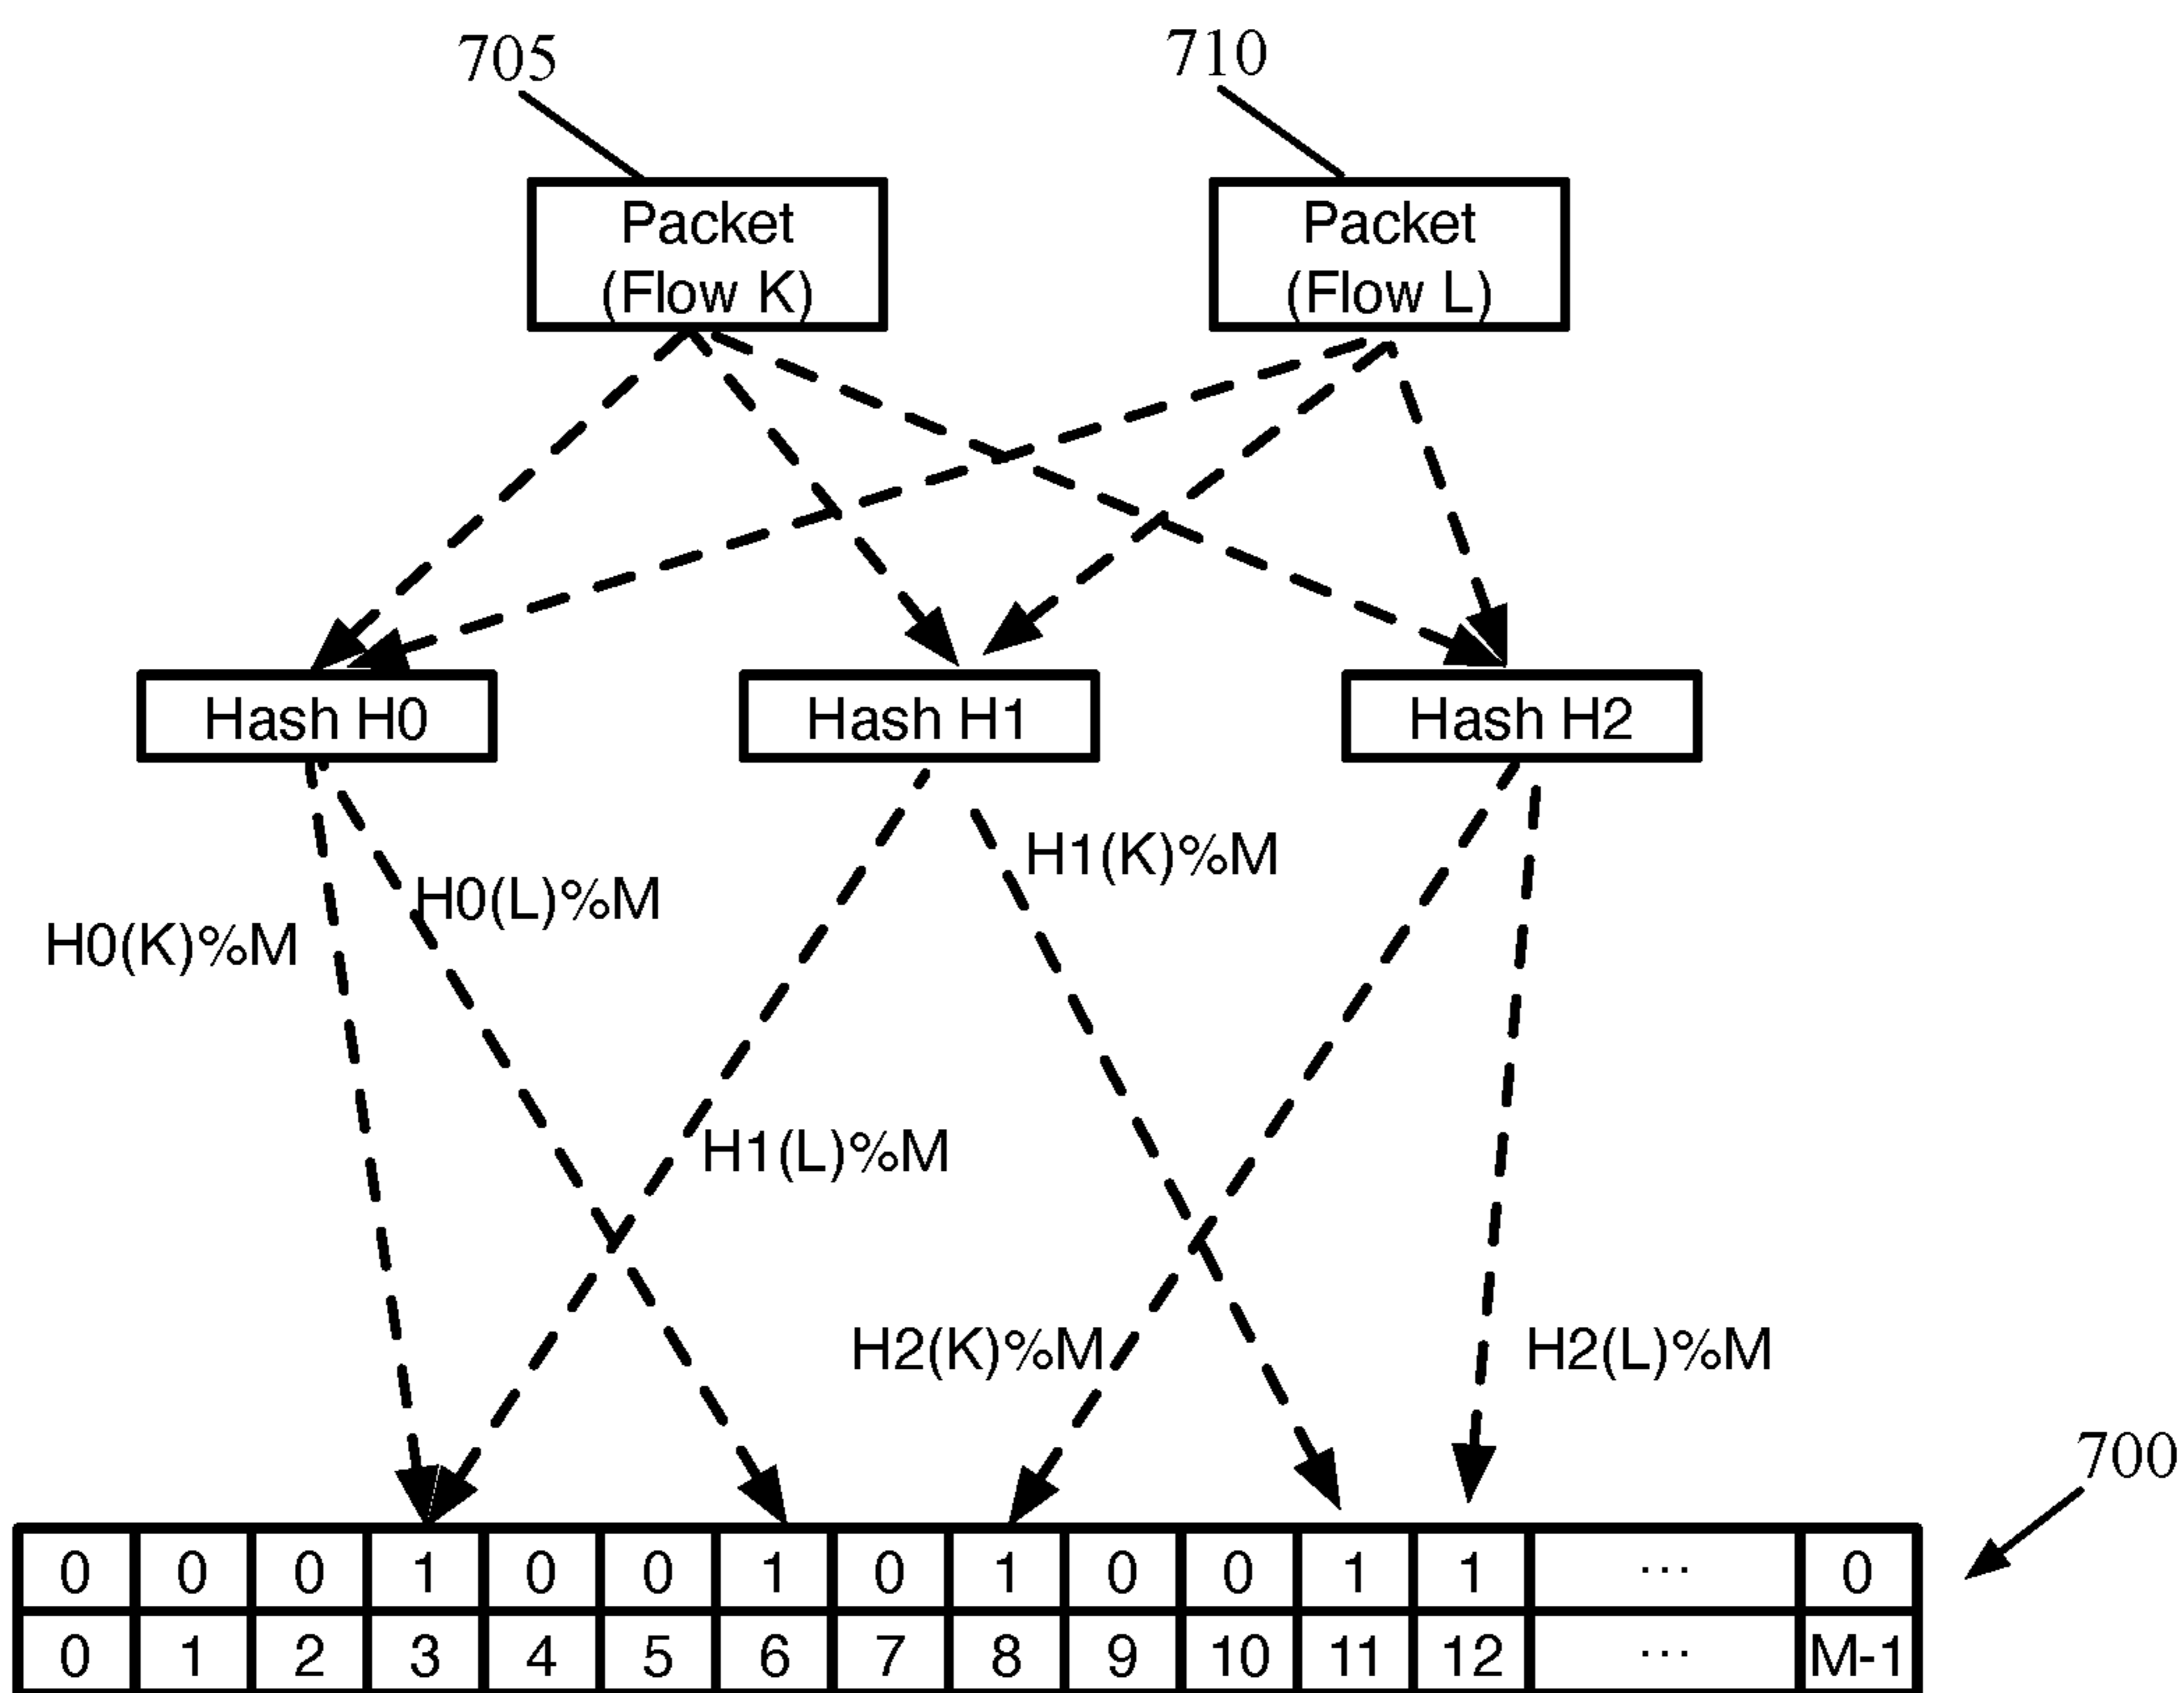 705
710
Packet
(Flow K)
Packet
(Flow L)
Hash H0
Hash H1
Hash H2
H1(K)%M
H0(L)%M
H0(K)%M
H1(L)%M
H2(K)%M
H2(L)%M
700
0 0 0 1 0 0 1 0 1 0 0 1 1 ... 0
0 1 2 3 4 5 6 7 8 9 10 11 12 ... M-1